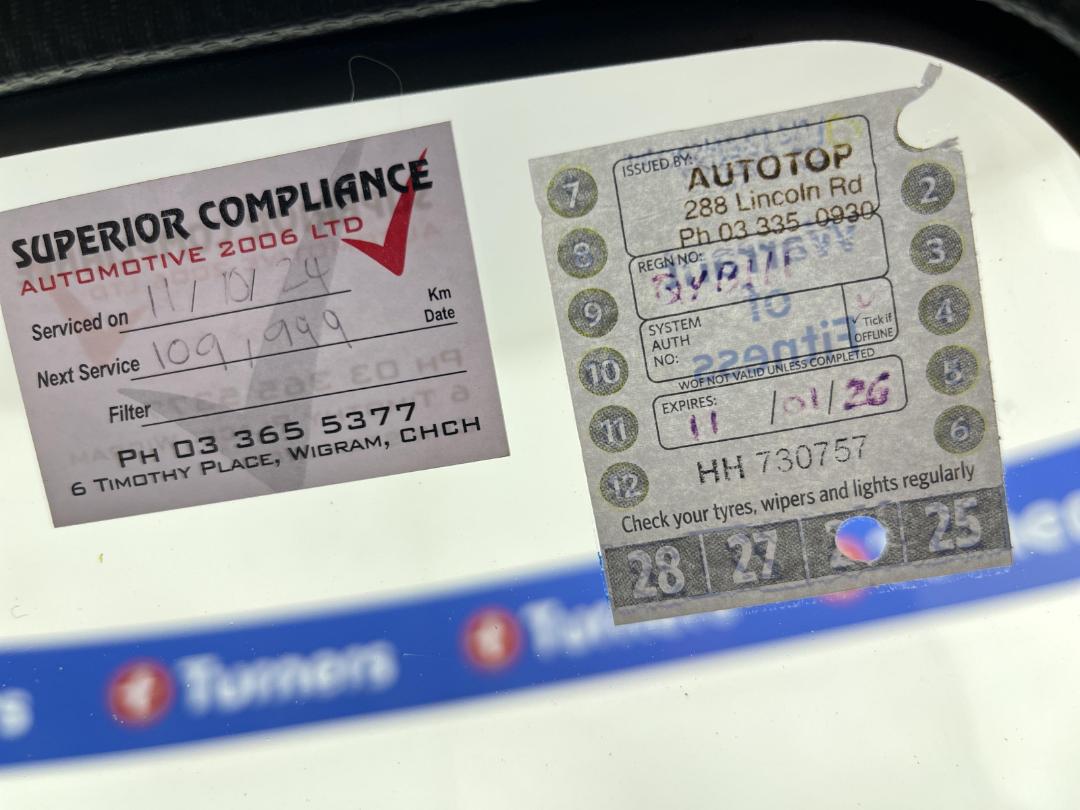 SUPERIOR COMPLIANCE
AUTOMOTIVE 2006 LTD
Serviced on 11/10/24
Km
Next Service 109,999 Date
Filter
PH 03 365 5377
6 TIMOTHY PLACE, WIGRAM, CHCH
ISSUED BY: AUTOTOP
288 Lincoln Rd
Ph 03 335 0930
REGN NO:
SYSTEM
AUTH
NO:
Tick if
OFFLINE
WOF NOT VALID UNLESS COMPLETED
EXPIRES: 11/01/26
HH 730757
Check your tyres, wipers and lights regularly
7
8
9
10
11
12
2
3
4
5
6
28 27 25
Warrant
of
Fitness
Turners
Turners